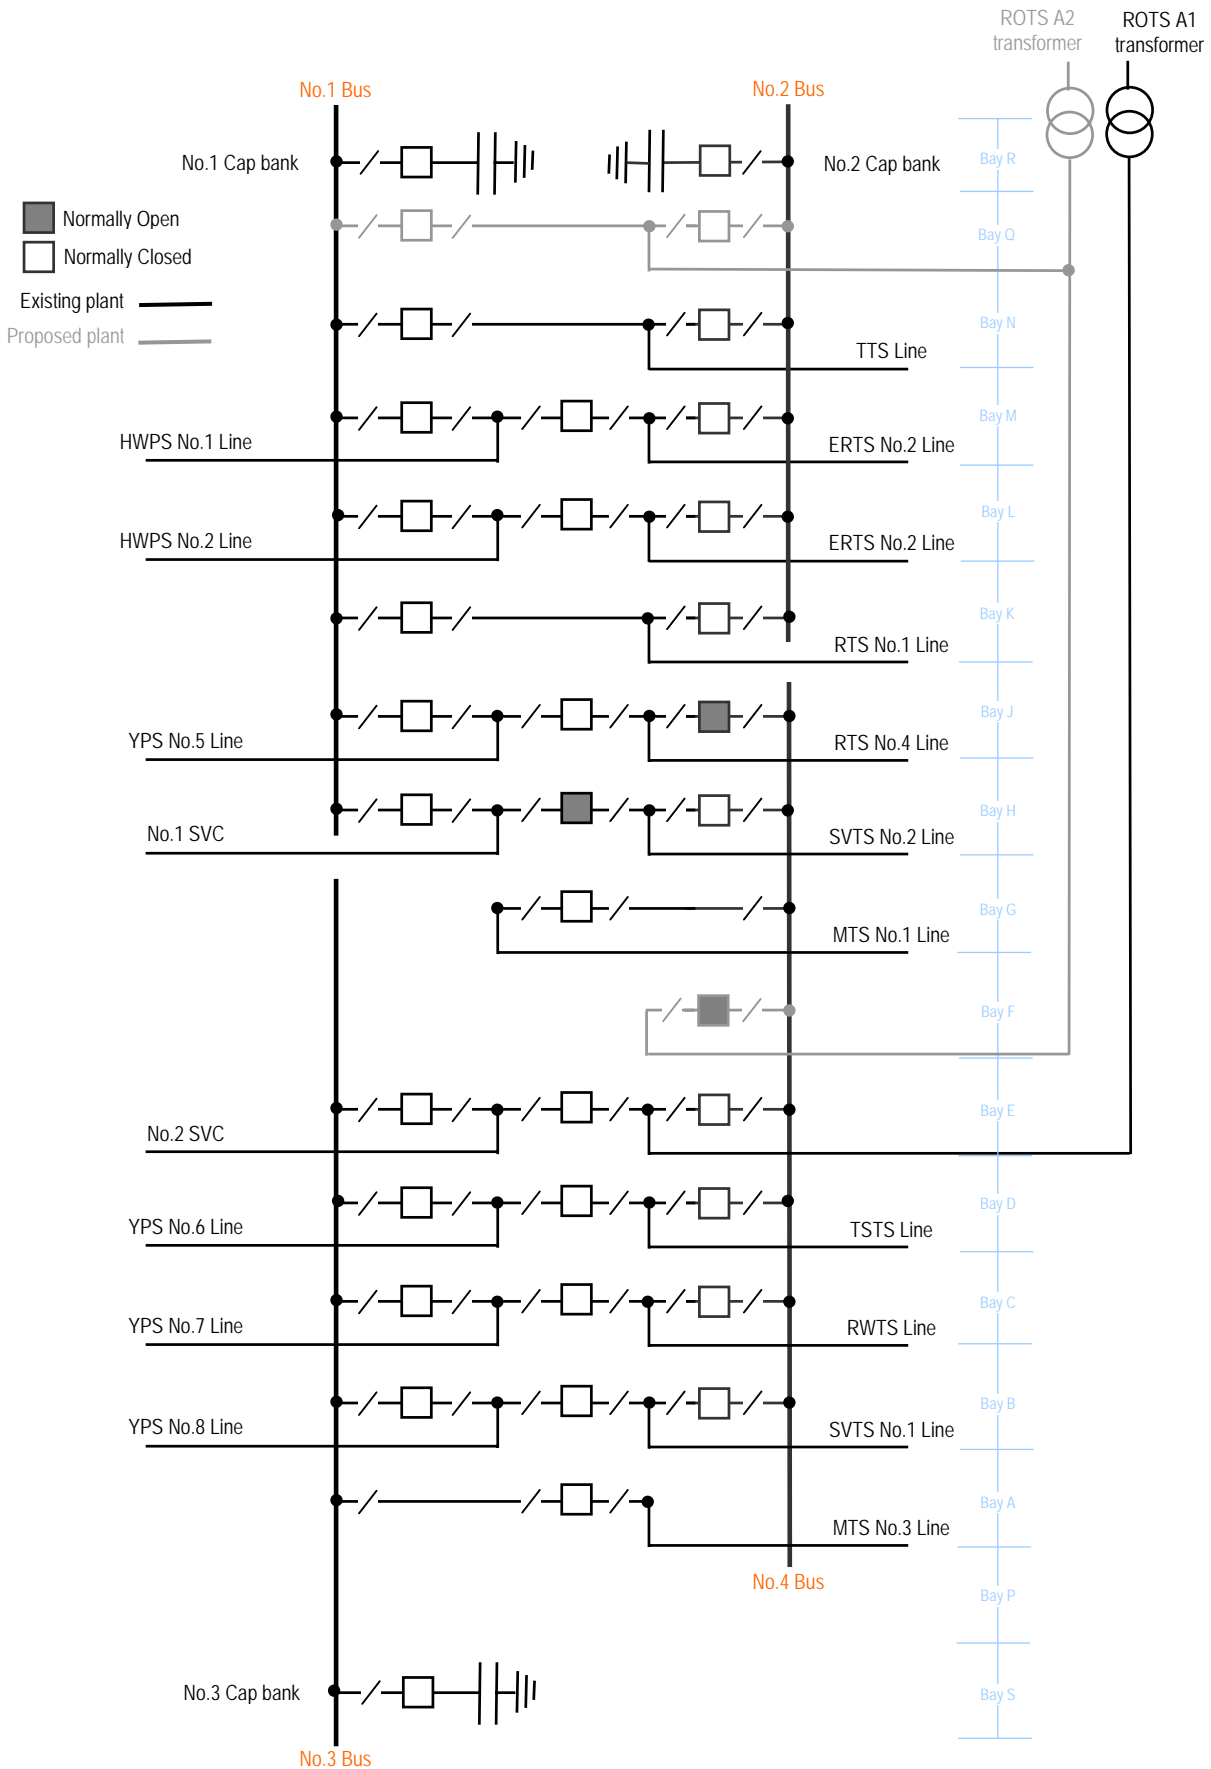 ROTS A2
transformer
ROTS A1
transformer
No.1 Bus
No.2 Bus
No.1 Cap bank
No.2 Cap bank
Bay R
Normally Open
Normally Closed
Existing plant
Proposed plant
Bay Q
Bay N
TTS Line
Bay M
HWPS No.1 Line
ERTS No.2 Line
Bay L
HWPS No.2 Line
ERTS No.2 Line
Bay K
RTS No.1 Line
Bay J
YPS No.5 Line
RTS No.4 Line
Bay H
No.1 SVC
SVTS No.2 Line
Bay G
MTS No.1 Line
Bay F
Bay E
No.2 SVC
Bay D
YPS No.6 Line
TSTS Line
Bay C
YPS No.7 Line
RWTS Line
Bay B
YPS No.8 Line
SVTS No.1 Line
Bay A
MTS No.3 Line
No.4 Bus
Bay P
No.3 Cap bank
Bay S
No.3 Bus